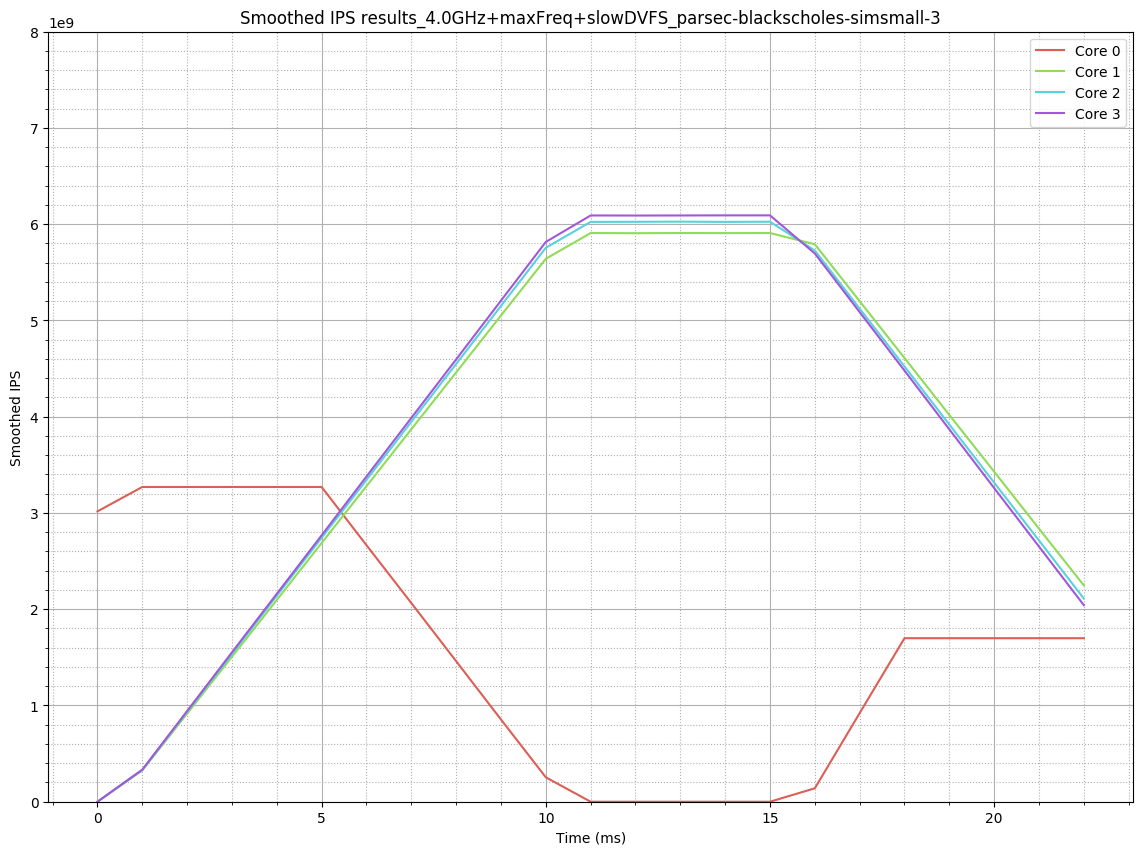 Smoothed IPS results_4.0GHz+maxFreq+slowDVFS_parsec-blackscholes-simsmall-3
1e9
Core 0
Core 1
Core 2
Core 3
8
7
6
5
4
3
2
1
0
Smoothed IPS
0 5 10 15 20
Time (ms)